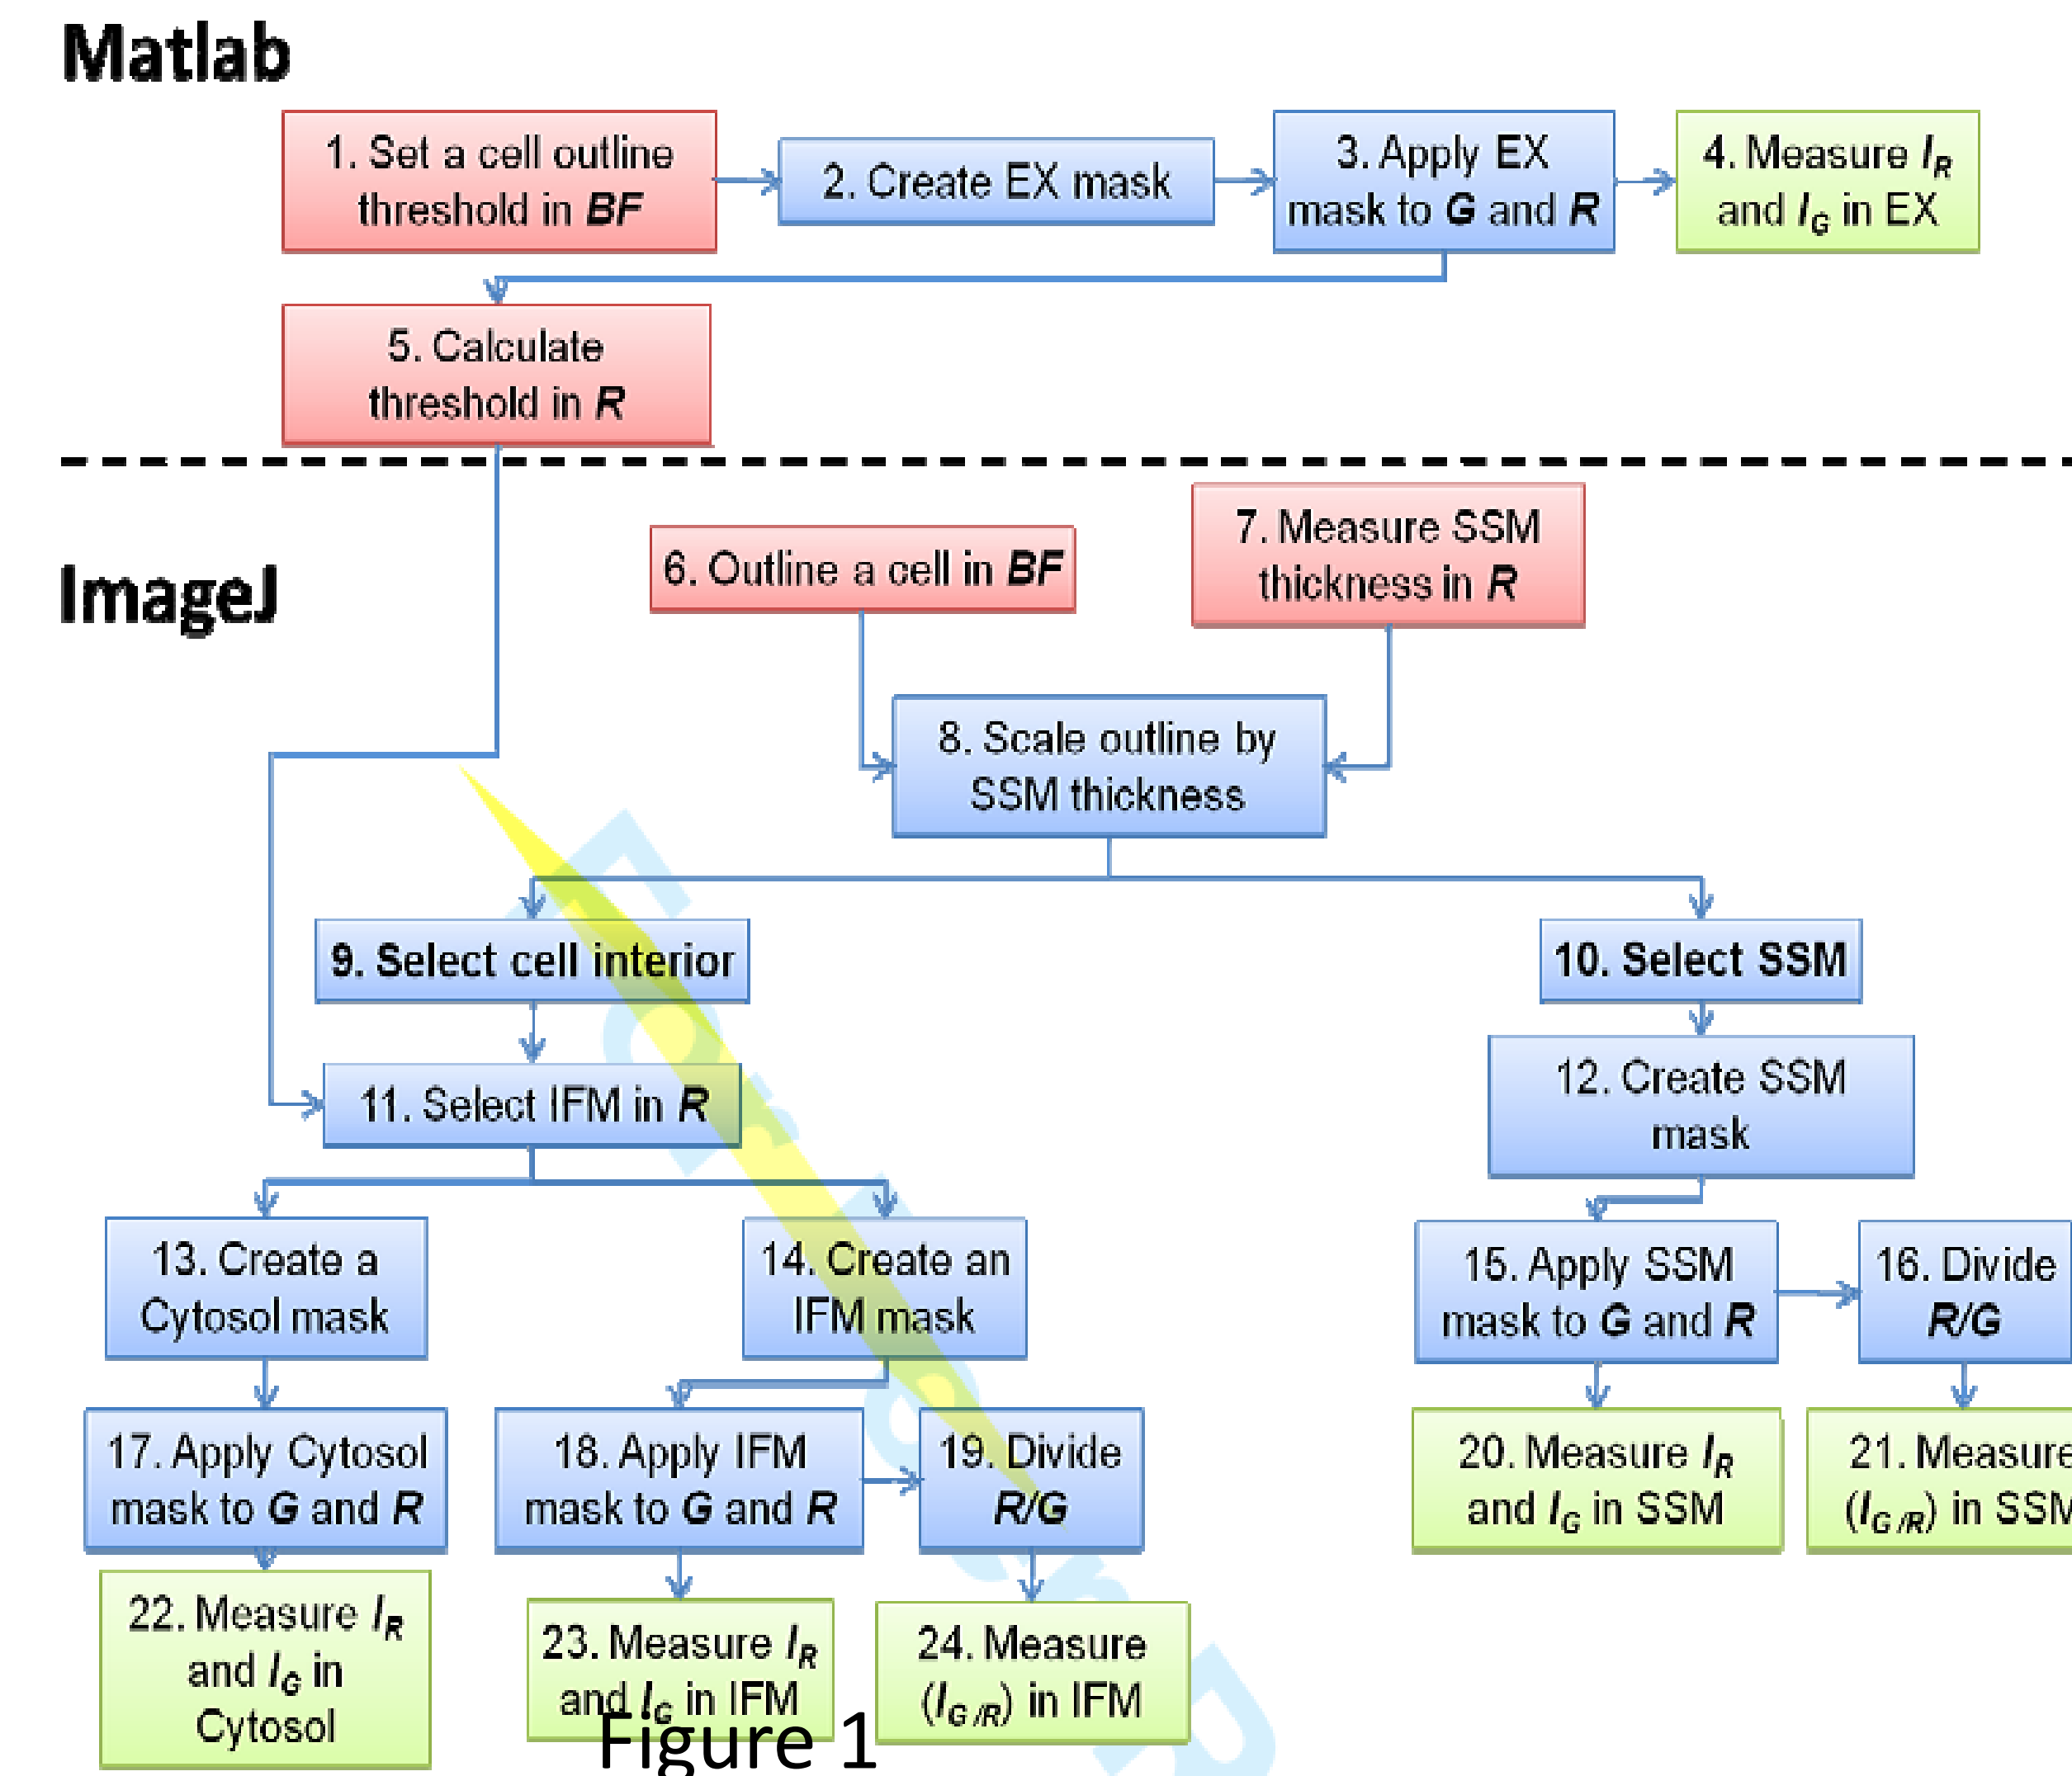 Matlab
1. Set a cell outline
threshold in BF
2. Create EX mask
3. Apply EX
mask to G and R
4. Measure IR
and IG in EX
5. Calculate
threshold in R
ImageJ
6. Outline a cell in BF
7. Measure SSM
thickness in R
8. Scale outline by
SSM thickness
9. Select cell interior
10. Select SSM
11. Select IFM in R
12. Create SSM
mask
13. Create a
Cytosol mask
14. Create an
IFM mask
15. Apply SSM
mask to G and R
16. Divide
R/G
17. Apply Cytosol
mask to G and R
18. Apply IFM
mask to G and R
19. Divide
R/G
20. Measure IR
and IG in SSM
21. Measure
(IG/R) in SSM
22. Measure IR
and IG in
Cytosol
23. Measure IR
and IG in IFM
24. Measure
(IG/R) in IFM
Figure 1
For Peer R